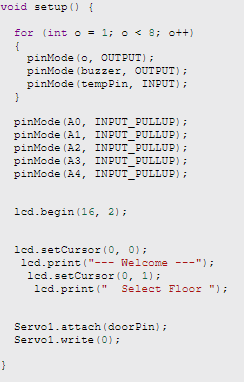 void setup() {
for (int o = 1; o < 8; o++)
{
pinMode(o, OUTPUT);
pinMode(buzzer, OUTPUT);
pinMode(tempPin, INPUT);
}
pinMode(A0, INPUT_PULLUP);
pinMode(A1, INPUT_PULLUP);
pinMode(A2, INPUT_PULLUP);
pinMode(A3, INPUT_PULLUP);
pinMode(A4, INPUT_PULLUP);
lcd.begin(16, 2);
lcd.setCursor(0, 0);
lcd.print("--- Welcome ---");
lcd.setCursor(0, 1);
lcd.print("  Select Floor ");
Servo1.attach(doorPin);
Servo1.write(0);
}